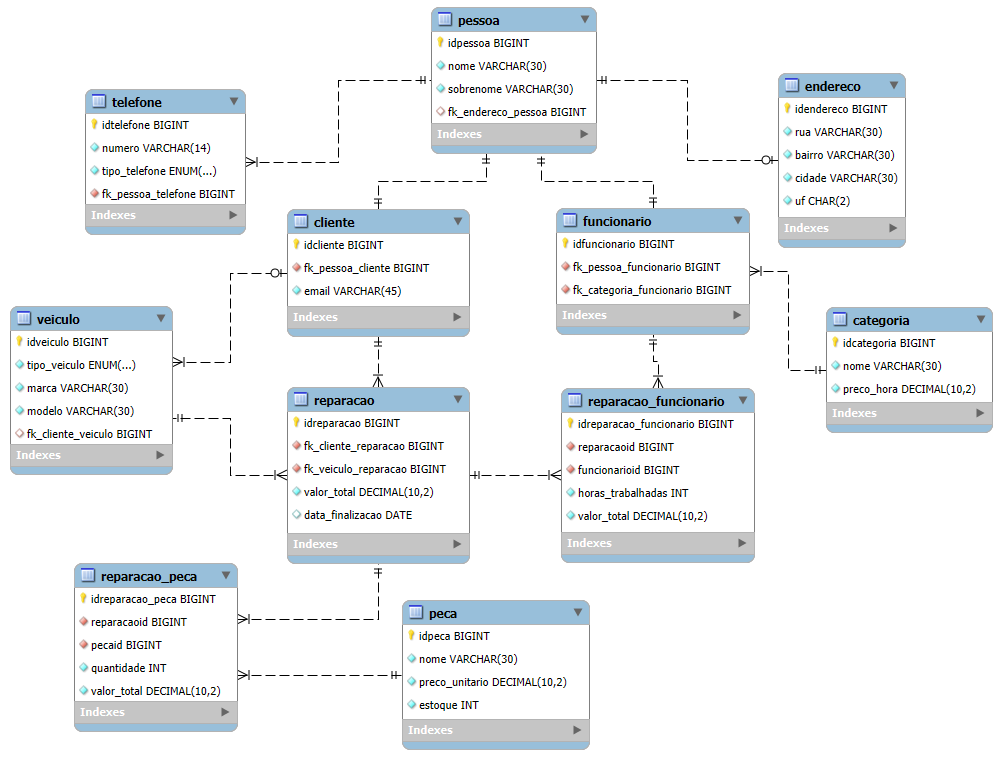 pessoa
idpessoa BIGINT
nome VARCHAR(30)
sobrenome VARCHAR(30)
fk_endereco_pessoa BIGINT
Indexes
telefone
idtelefone BIGINT
numero VARCHAR(14)
tipo_telefone ENUM(...)
fk_pessoa_telefone BIGINT
Indexes
endereco
idendereco BIGINT
rua VARCHAR(30)
bairro VARCHAR(30)
cidade VARCHAR(30)
uf CHAR(2)
Indexes
cliente
idcliente BIGINT
fk_pessoa_cliente BIGINT
email VARCHAR(45)
Indexes
funcionario
idfuncionario BIGINT
fk_pessoa_funcionario BIGINT
fk_categoria_funcionario BIGINT
Indexes
veiculo
idveiculo BIGINT
tipo_veiculo ENUM(...)
marca VARCHAR(30)
modelo VARCHAR(30)
fk_cliente_veiculo BIGINT
Indexes
categoria
idcategoria BIGINT
nome VARCHAR(30)
preco_hora DECIMAL(10,2)
Indexes
reparacao
idreparacao BIGINT
fk_cliente_reparacao BIGINT
fk_veiculo_reparacao BIGINT
valor_total DECIMAL(10,2)
data_finalizacao DATE
Indexes
reparacao_funcionario
idreparacao_funcionario BIGINT
reparacaoid BIGINT
funcionarioid BIGINT
horas_trabalhadas INT
valor_total DECIMAL(10,2)
Indexes
reparacao_peca
idreparacao_peca BIGINT
reparacaoid BIGINT
pecaid BIGINT
quantidade INT
valor_total DECIMAL(10,2)
Indexes
peca
idpeca BIGINT
nome VARCHAR(30)
preco_unitario DECIMAL(10,2)
estoque INT
Indexes